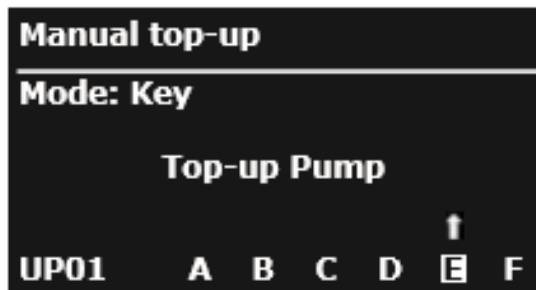 Manual top-up
Mode: Key
Top-up Pump
UP01 A B C D E F